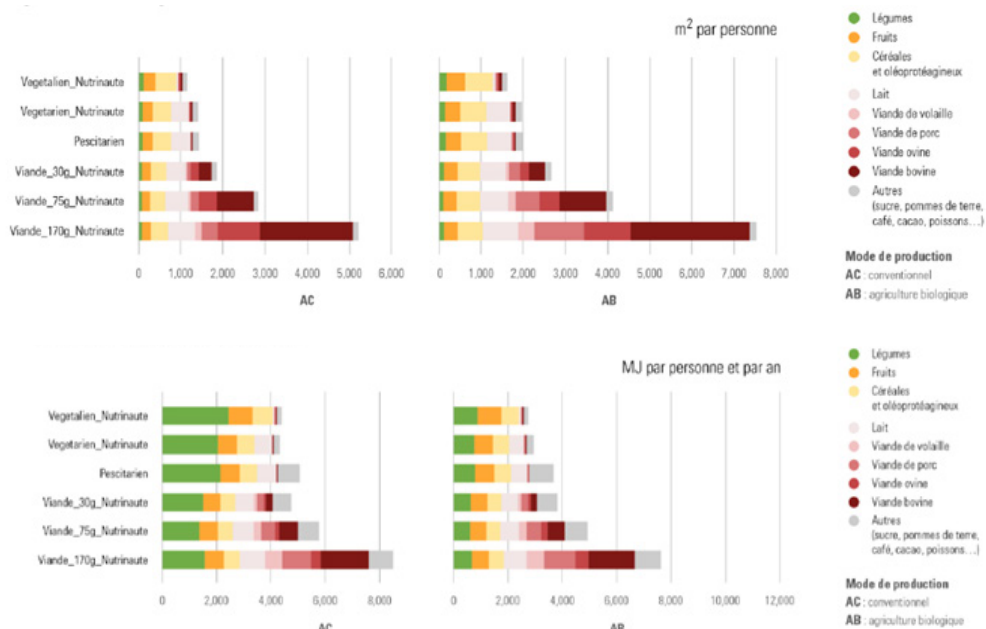 m² par personne
Légumes
Fruits
Céréales
et oléoprotéagineux
Lait
Viande de volaille
Viande de porc
Viande ovine
Viande bovine
Autres
(sucre, pommes de terre,
café, cacao, poissons...)
Mode de production
AC : conventionnel
AB : agriculture biologique
Vegetalien_Nutrinaute
Vegetarien_Nutrinaute
Pescitarien
Viande_30g_Nutrinaute
Viande_75g_Nutrinaute
Viande_170g_Nutrinaute
0 1,000 2,000 3,000 4,000 5,000 6,000
AC
0 1,000 2,000 3,000 4,000 5,000 6,000 7,000 8,000
AB
MJ par personne et par an
Légumes
Fruits
Céréales
et oléoprotéagineux
Lait
Viande de volaille
Viande de porc
Viande ovine
Viande bovine
Autres
(sucre, pommes de terre,
café, cacao, poissons...)
Mode de production
AC : conventionnel
AB : agriculture biologique
Vegetalien_Nutrinaute
Vegetarien_Nutrinaute
Pescitarien
Viande_30g_Nutrinaute
Viande_75g_Nutrinaute
Viande_170g_Nutrinaute
0 2,000 4,000 6,000 8,000
AC
0 2,000 4,000 6,000 8,000 10,000 12,000
AB